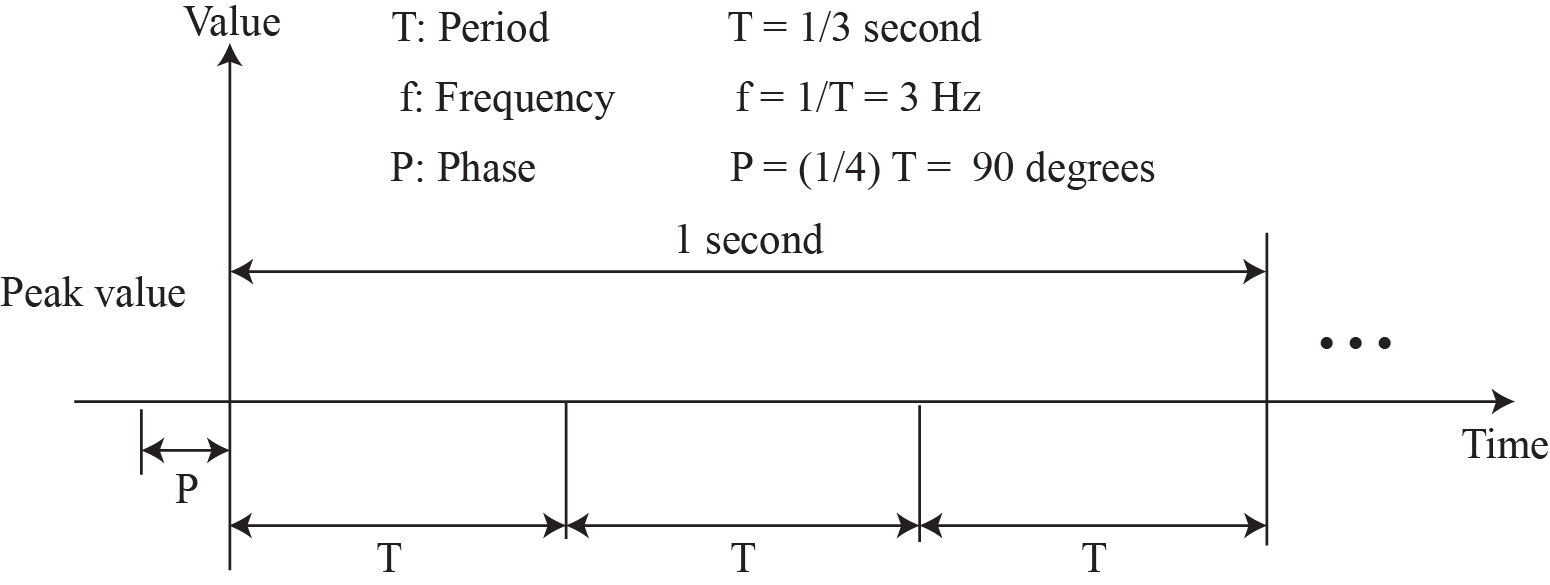 Value
T: Period T = 1/3 second
f: Frequency f = 1/T = 3 Hz
P: Phase P = (1/4) T = 90 degrees
1 second
Peak value
Time
P
T T T